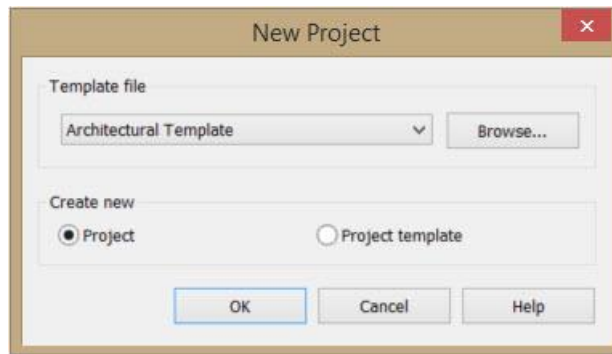 New Project
Template file
Architectural Template
Browse...
Create new
Project
Project template
OK
Cancel
Help